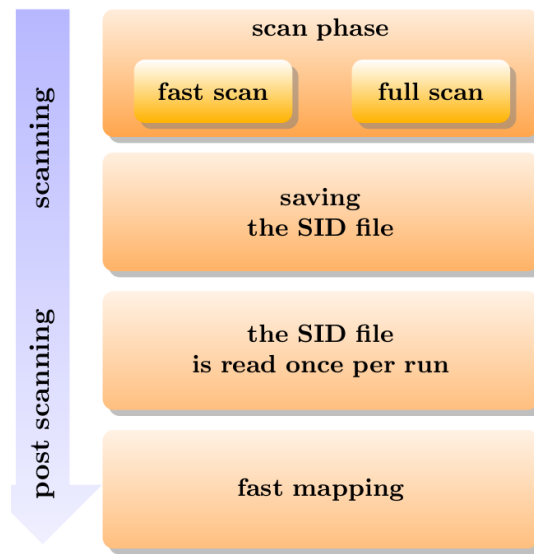 scan phase
fast scan
full scan
scanning
saving
the SID file
post scanning
the SID file
is read once per run
fast mapping